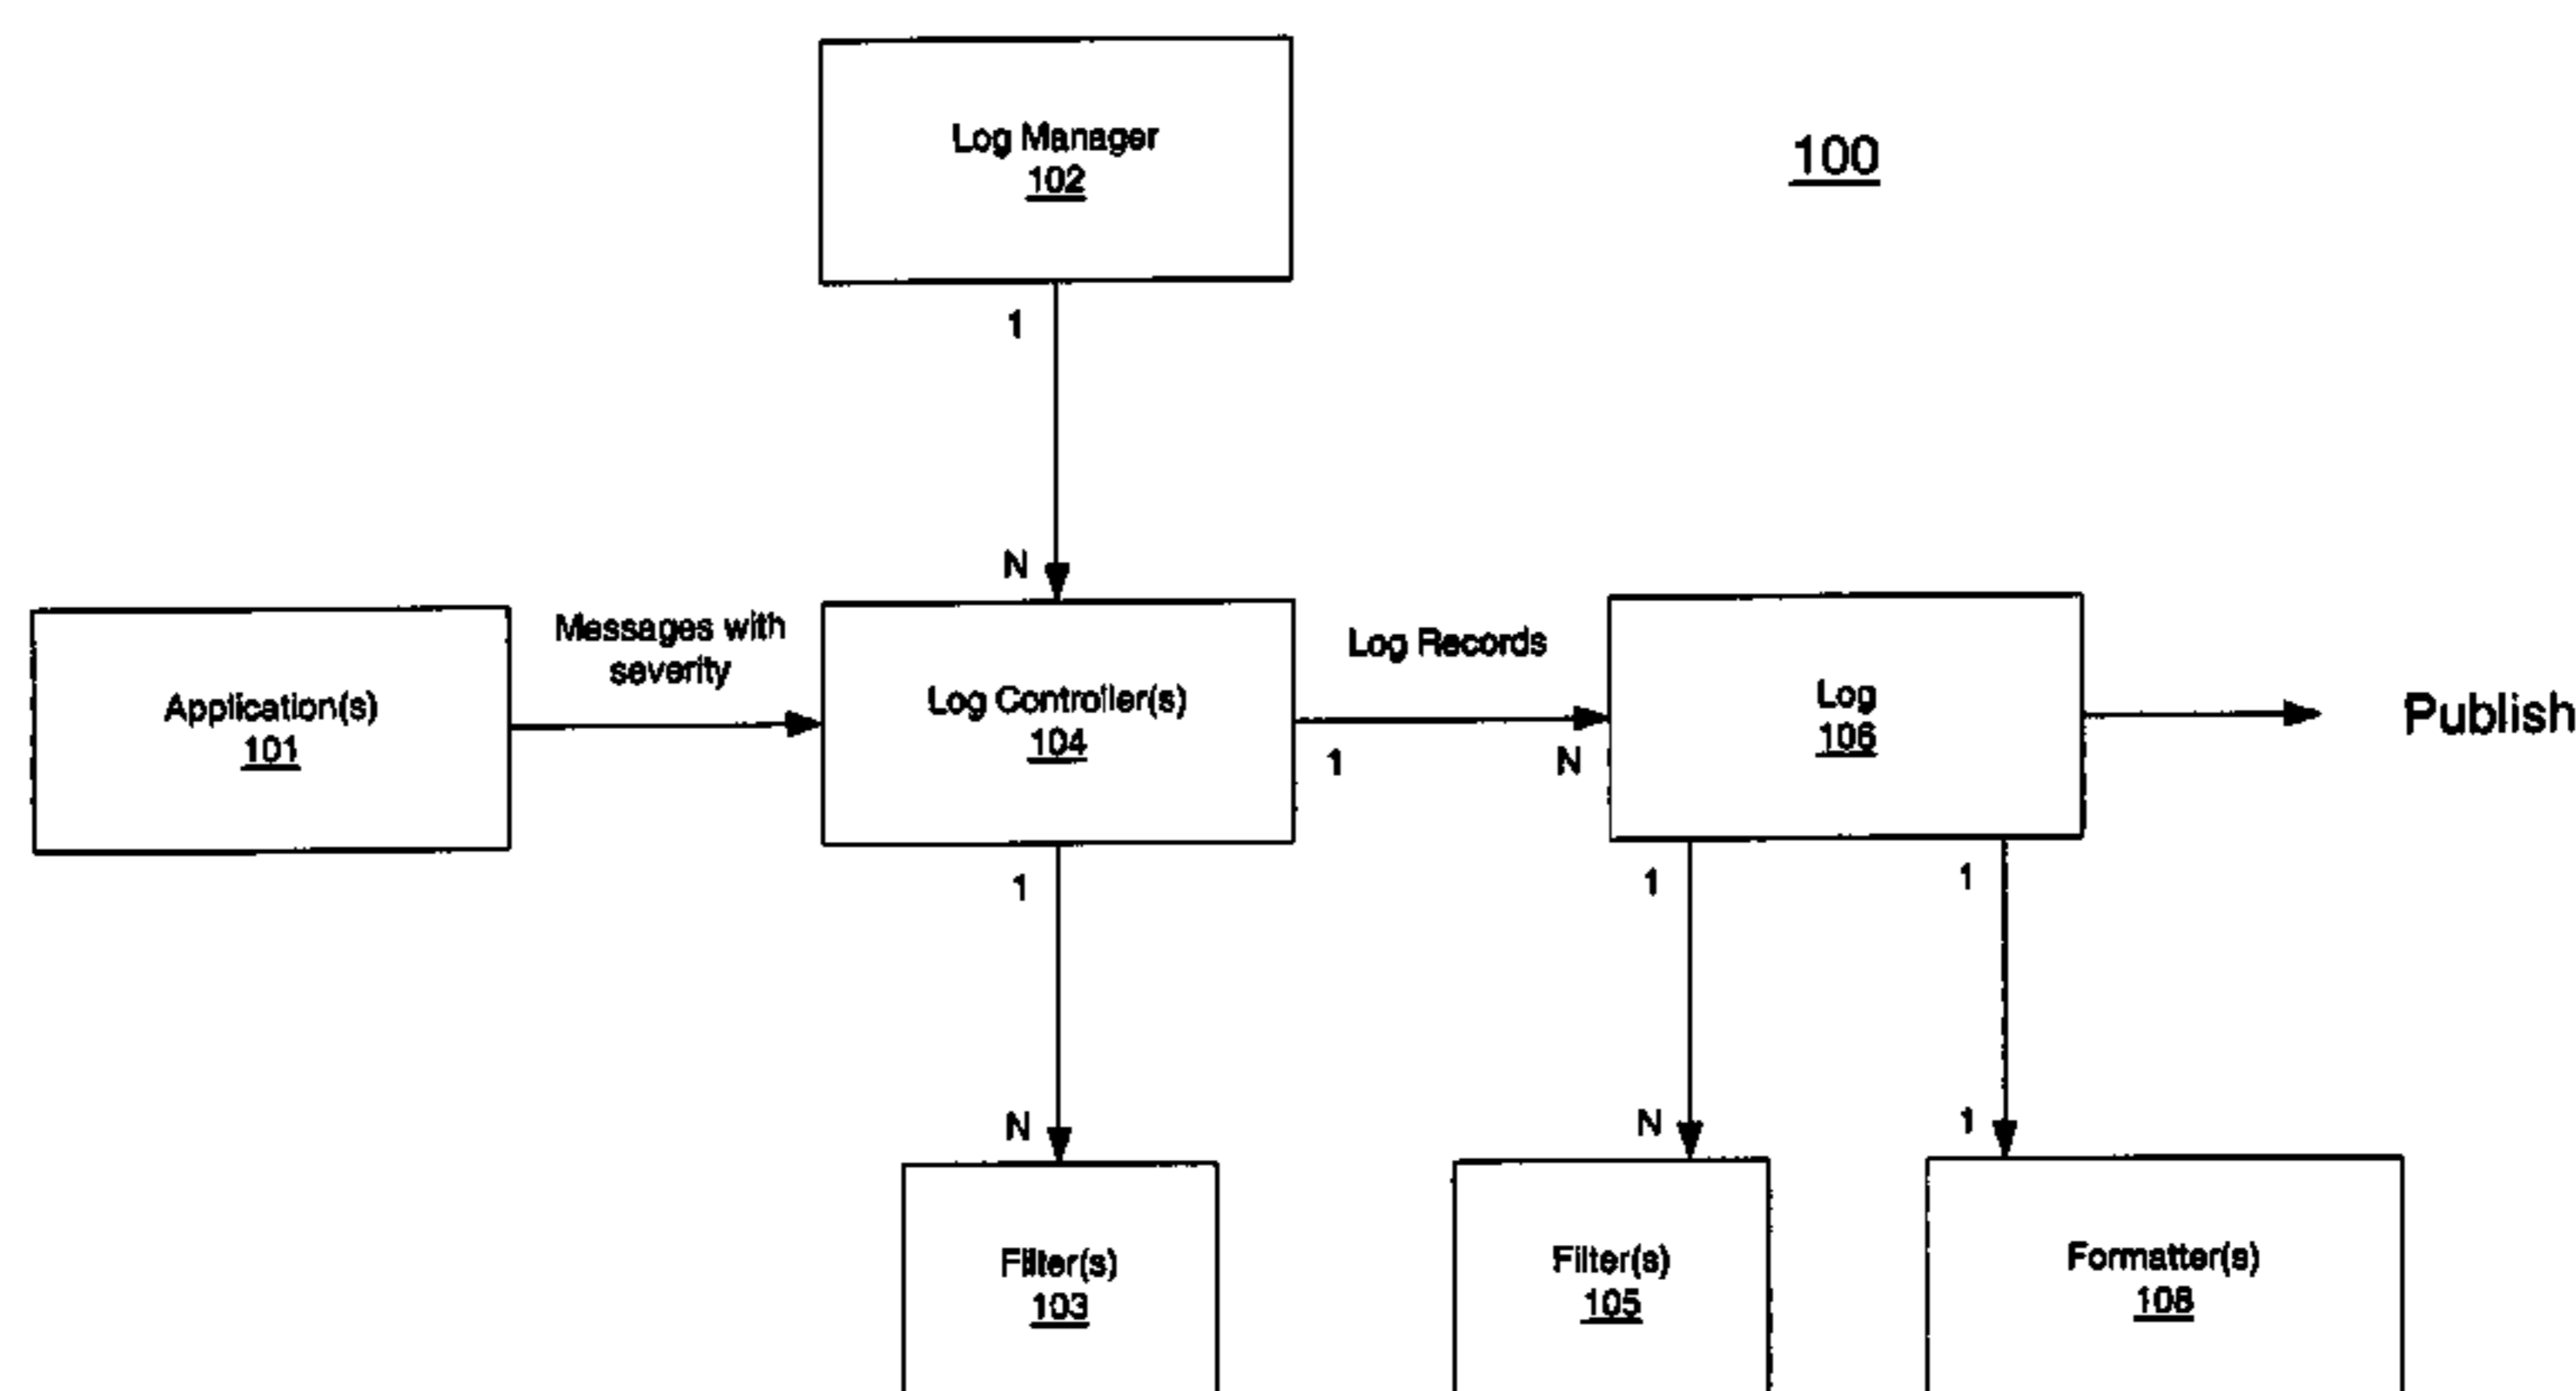 Log Manager
102
100
1
N
Application(s)
101
Messages with
severity
Log Controller(s)
104
Log Records
1
N
Log
106
Publish
1
N
1
N
1
1
Filter(s)
103
Filter(s)
105
Formatter(s)
108